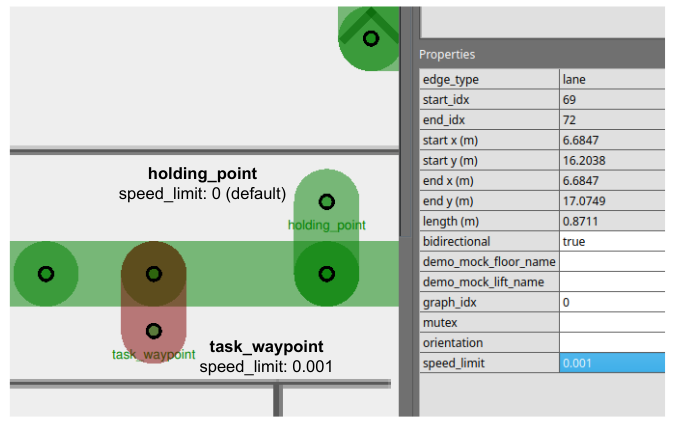 Properties
edge_type lane
start_idx 69
end_idx 72
start x (m) 6.6847
start y (m) 16.2038
end x (m) 6.6847
end y (m) 17.0749
length (m) 0.8711
bidirectional true
demo_mock_floor_name
demo_mock_lift_name
graph_idx 0
mutex
orientation
speed_limit 0.001
holding_point
speed_limit: 0 (default)
holding_point
task_waypoint
task_waypoint
speed_limit: 0.001